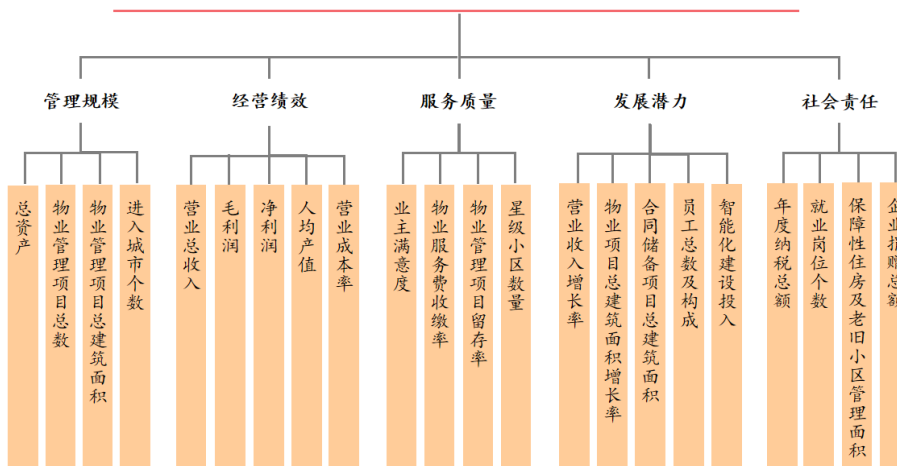 管理规模
经营绩效
服务质量
发展潜力
社会责任
总资产
物业管理项目总数
物业管理项目总建筑面积
进入城市个数
营业总收入
毛利润
净利润
人均产值
营业成本率
业主满意度
物业服务费收缴率
物业管理项目留存率
星级小区数量
营业收入增长率
物业项目总建筑面积增长率
合同储备项目总建筑面积
员工总数及构成
智能化建设投入
年度纳税总额
就业岗位个数
保障性住房及老旧小区管理面积
企业捐赠总额